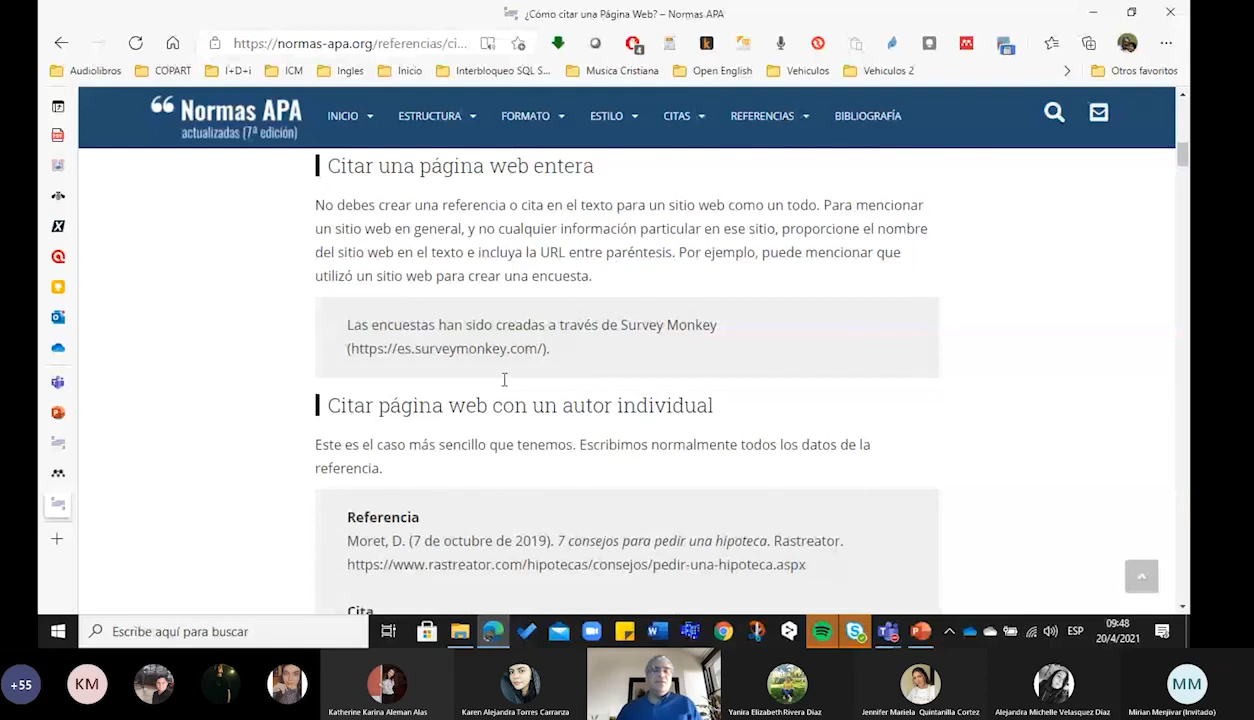 ¿Cómo citar una Página Web? – Normas APA
https://normas-apa.org/referencias/ci...
Audiolibros COPART I+D+i ICM Ingles Inicio Interbloqueo SQL S... Musica Cristiana Open English Vehiculos Vehiculos 2 Otros favoritos
“ Normas APA
actualizadas (7ª edición)
INICIO ESTRUCTURA FORMATO ESTILO CITAS REFERENCIAS BIBLIOGRAFÍA
Citar una página web entera
No debes crear una referencia o cita en el texto para un sitio web como un todo. Para mencionar
un sitio web en general, y no cualquier información particular en ese sitio, proporcione el nombre
del sitio web en el texto e incluya la URL entre paréntesis. Por ejemplo, puede mencionar que
utilizó un sitio web para crear una encuesta.
Las encuestas han sido creadas a través de Survey Monkey
(https://es.surveymonkey.com/).
Citar página web con un autor individual
Este es el caso más sencillo que tenemos. Escribimos normalmente todos los datos de la
referencia.
Referencia
Moret, D. (7 de octubre de 2019). 7 consejos para pedir una hipoteca. Rastreator.
https://www.rastreator.com/hipotecas/consejos/pedir-una-hipoteca.aspx
Cita
Escribe aquí para buscar
ESP
09:48
20/4/2021
+55
KM
Katherine Karina Aleman Alas
Karen Alejandra Torres Carranza
Yanira Elizabeth Rivera Diaz
Jennifer Mariela Quintanilla Cortez
Alejandra Michelle Velasquez Diaz
MM
Mirian Menjivar (Invitado)